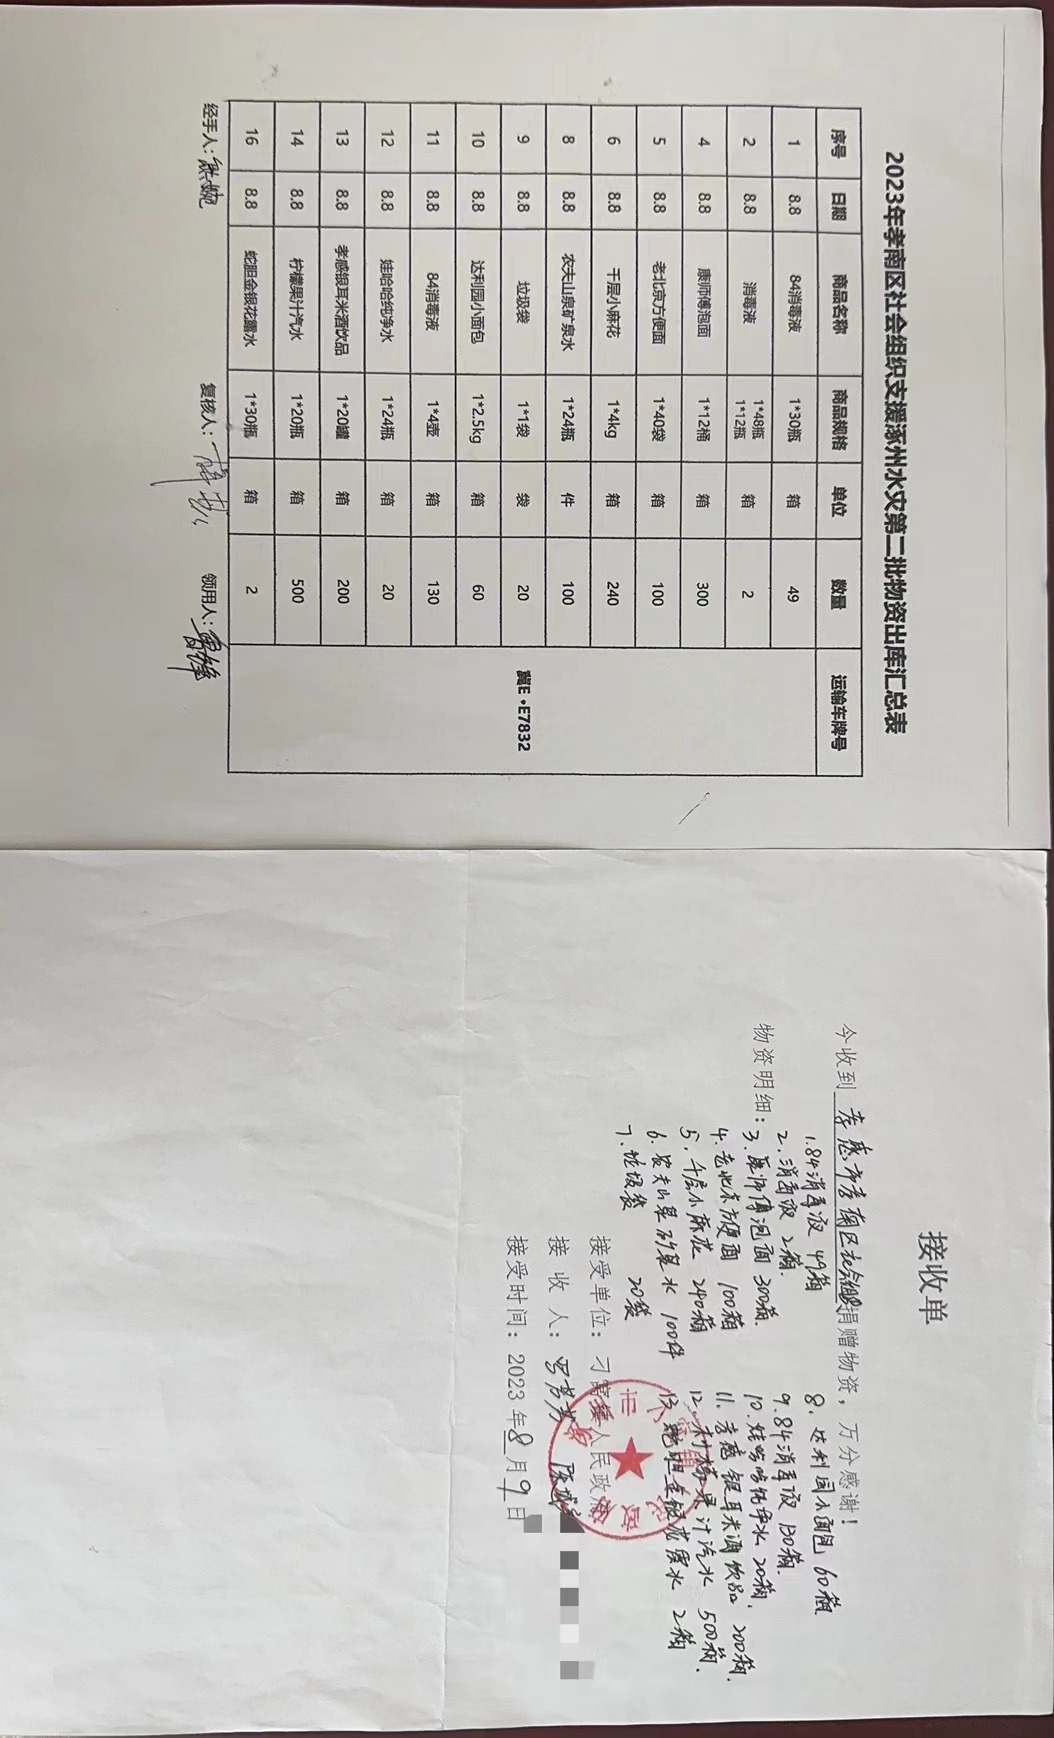 2023年孝南区社会组织支援涿州水灾第二批物资出库汇总表
序号 日期 商品名称 商品规格 单位 数量 运输车牌号
1 8.8 84消毒液 1*30瓶 箱 49
2 8.8 消毒液 1*48瓶 1*12瓶 箱 2
4 8.8 康师傅泡面 1*12桶 箱 300
5 8.8 老北京方便面 1*40袋 箱 100
6 8.8 千层小麻花 1*4kg 箱 240
8 8.8 农夫山泉矿泉水 1*24瓶 件 100
9 8.8 垃圾袋 1*1袋 袋 20 冀E·E7832
10 8.8 达利园小面包 1*2.5kg 箱 60
11 8.8 84消毒液 1*4壶 箱 130
12 8.8 娃哈哈纯净水 1*24瓶 箱 20
13 8.8 孝感银耳米酒饮品 1*20罐 箱 200
14 8.8 柠檬果汁汽水 1*20瓶 箱 500
16 8.8 蛇胆金银花露水 1*30瓶 箱 2
经手人：熊婉 复核人： 领用人：
接收单
今收到 孝感市孝南区社会组织捐赠物资，万分感谢！
物资明细：
1.84消毒液 49箱
2.消毒液 2箱.
3.康师傅泡面 300箱.
4.老北京方便面 100箱
5.千层小麻花 240箱
6.农夫山泉矿泉水 100件
7.垃圾袋 20袋
8.达利园小面包 60箱
9.84消毒液 130箱.
10.娃哈哈纯净水 20箱.
11.孝感银耳米酒饮品 200箱.
12.柠檬果汁汽水 500箱.
13.蛇胆金银花露水 2箱
接受单位：刁窝镇人民政府
接收人：
接受时间：2023年8月9日